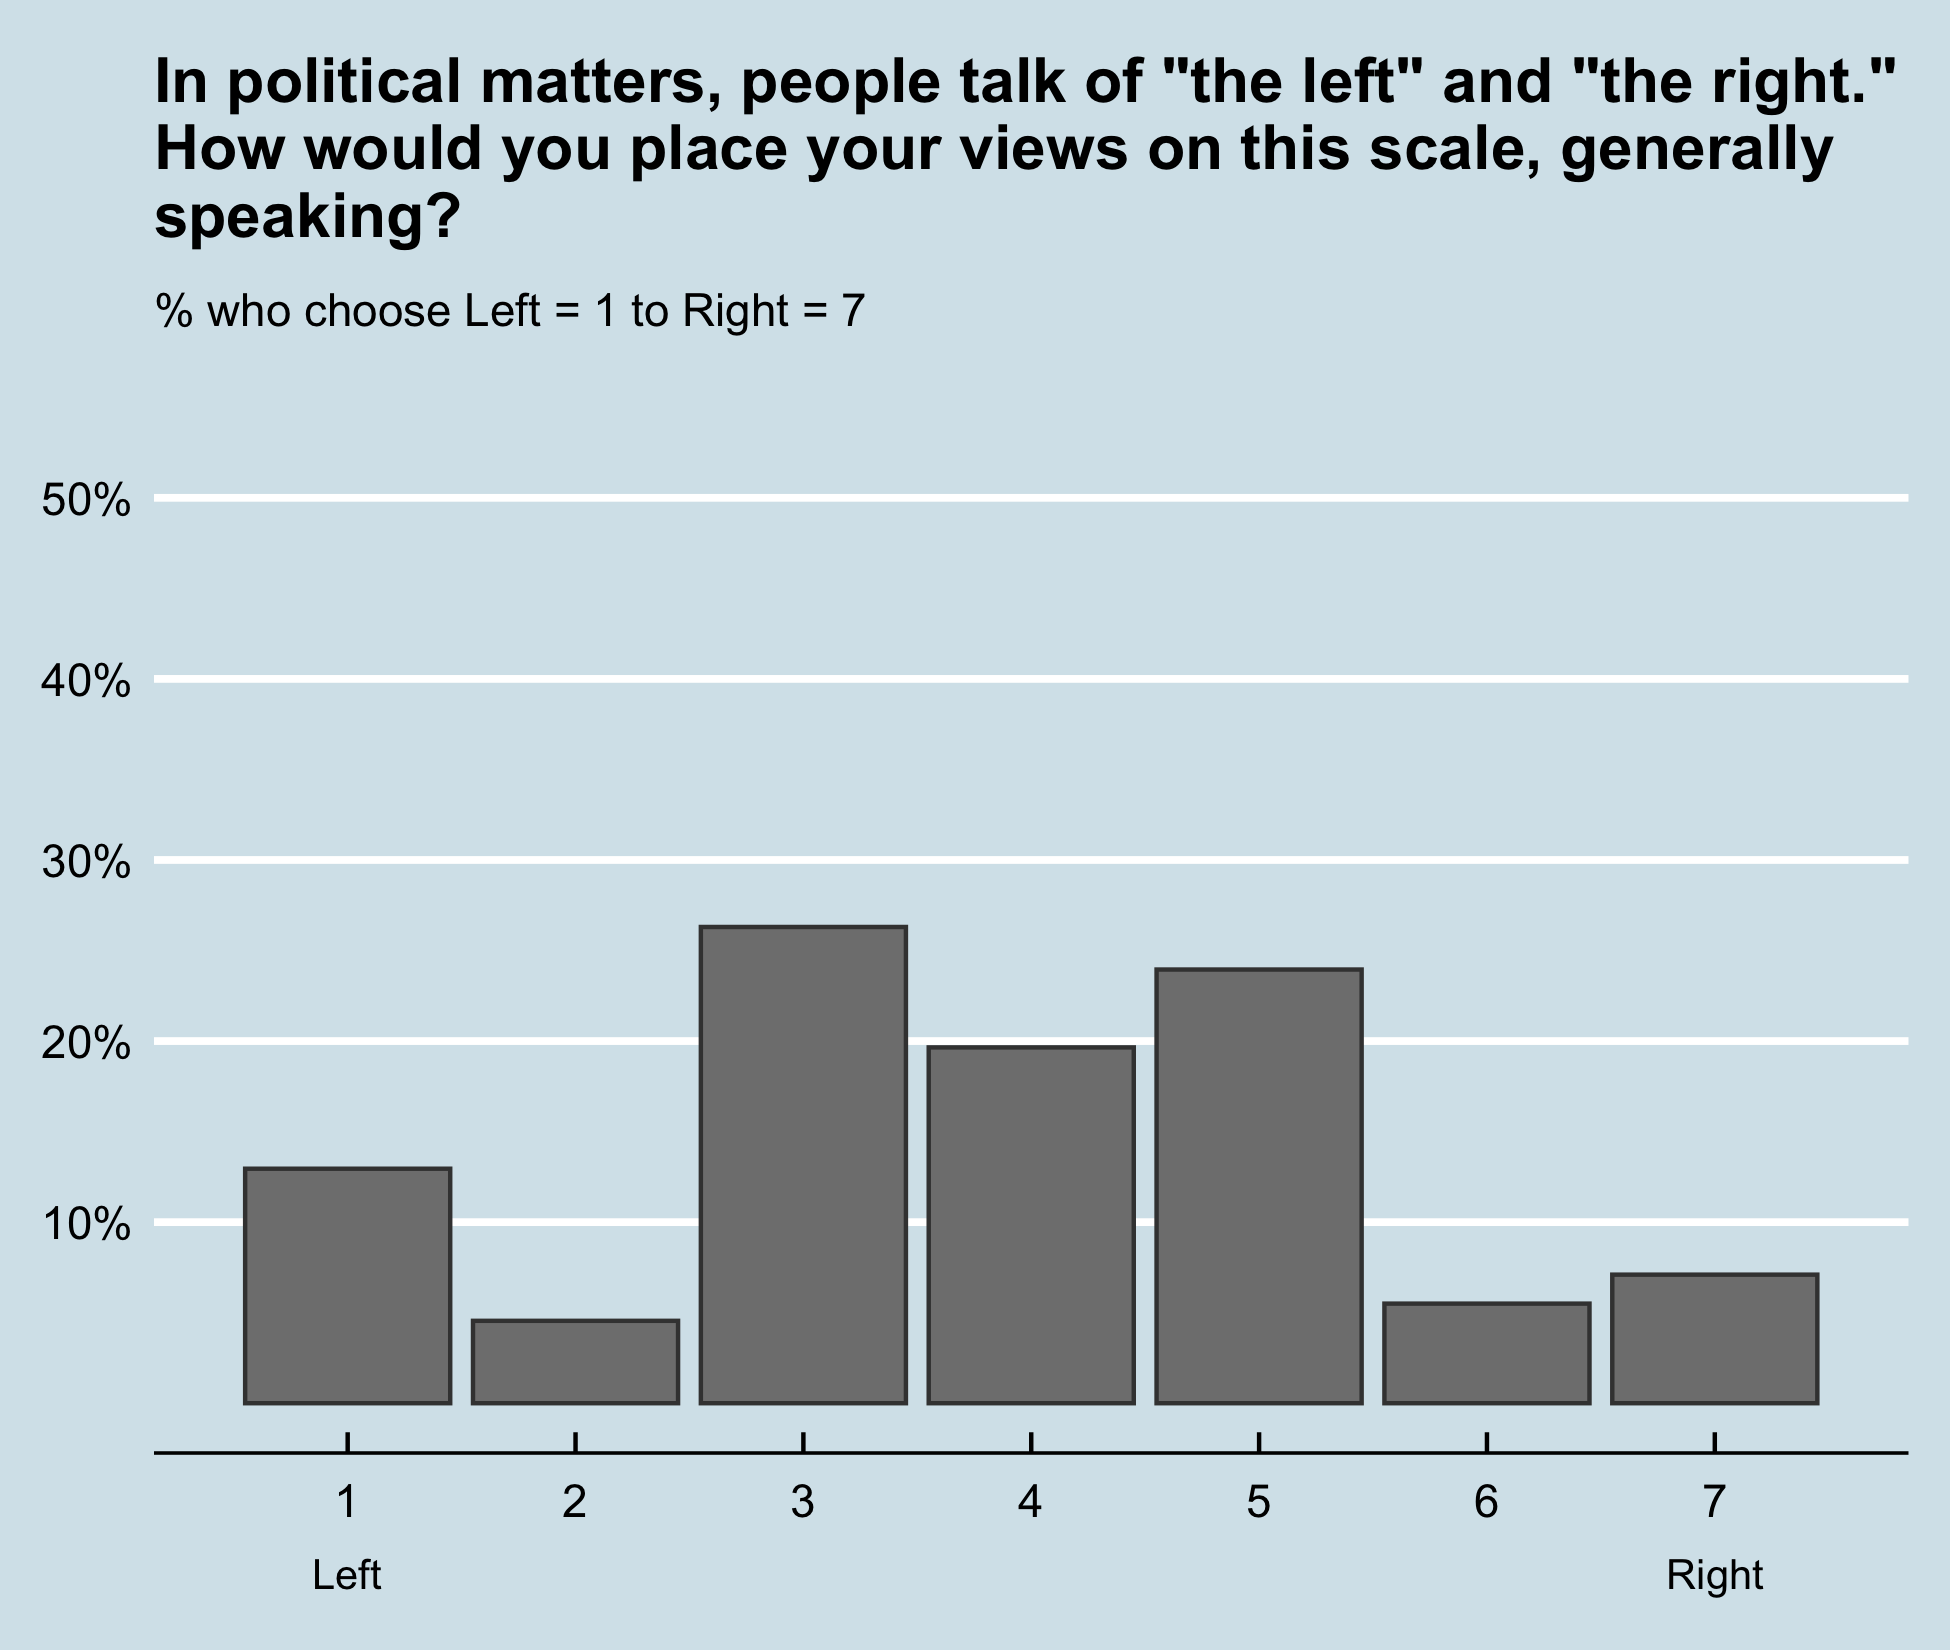 In political matters, people talk of "the left" and "the right."
How would you place your views on this scale, generally
speaking?
% who choose Left = 1 to Right = 7
50%
40%
30%
20%
10%
1 2 3 4 5 6 7
Left Right